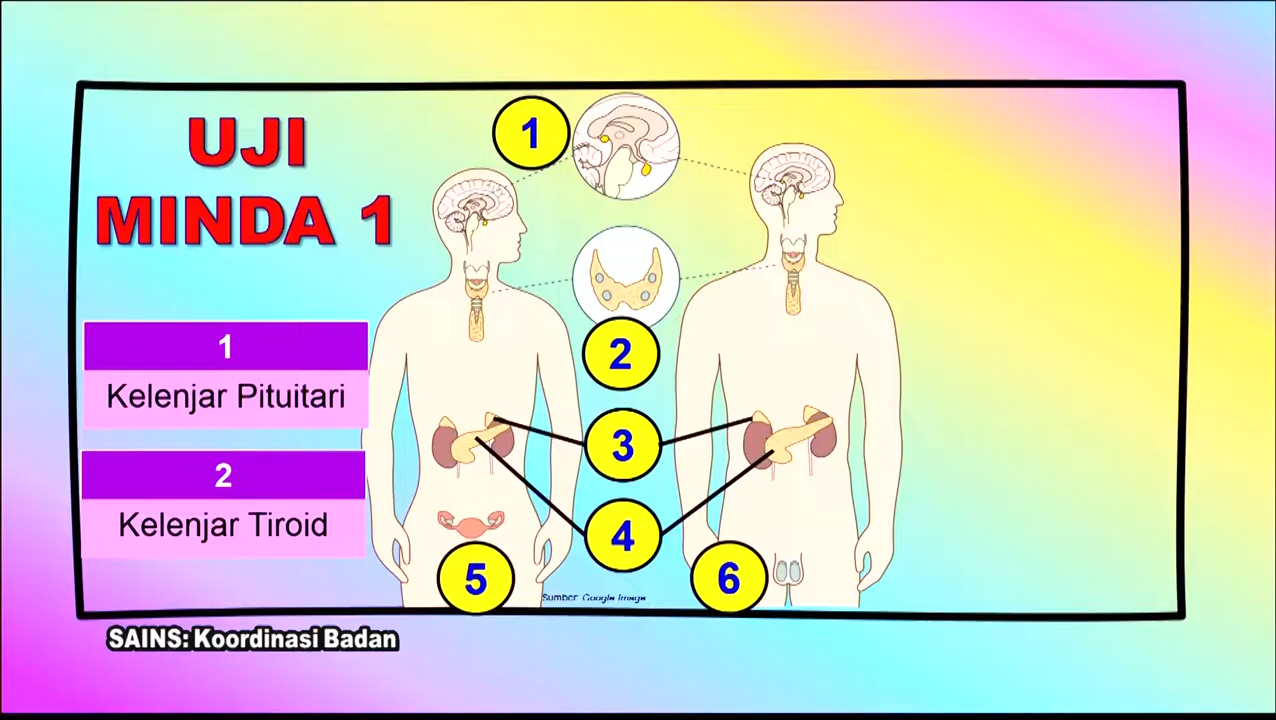 UJI
MINDA 1
1
Kelenjar Pituitari
2
Kelenjar Tiroid
1
2
3
4
5
6
Sumber: Google Image
SAINS: Koordinasi Badan